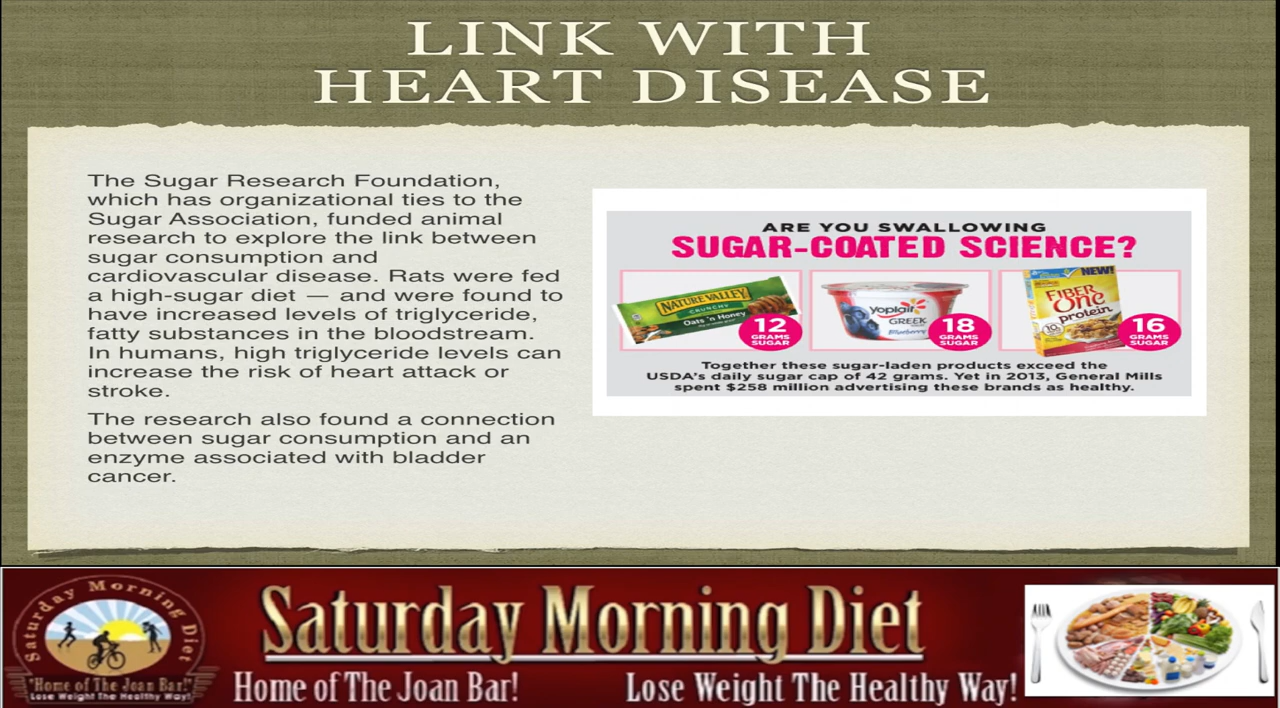 LINK WITH
HEART DISEASE
The Sugar Research Foundation,
which has organizational ties to the
Sugar Association, funded animal
research to explore the link between
sugar consumption and
cardiovascular disease. Rats were fed
a high-sugar diet — and were found to
have increased levels of triglyceride,
fatty substance in the bloodstream.
In humans, high triglyceride levels can
increase the risk of heart attack or
stroke.
The research also found a connection
between sugar consumption and an
enzyme associated with bladder
cancer.
ARE YOU SWALLOWING
SUGAR-COATED SCIENCE?
NATURE VALLEY
CRUNCHY
Oats 'n Honey
12
GRAMS
SUGAR
yoplait
GREEK
Blueberry
18
GRAMS
SUGAR
NEW!
FIBER
One
protein
16
GRAMS
SUGAR
Together these sugar-laden products exceed the
USDA's daily sugar cap of 42 grams. Yet in 2013, General Mills
spent $258 million advertising these brands as healthy.
Saturday Morning Diet
"Home of The Joan Bar!"
Lose Weight The Healthy Way!
Saturday Morning Diet
Home of The Joan Bar! Lose Weight The Healthy Way!